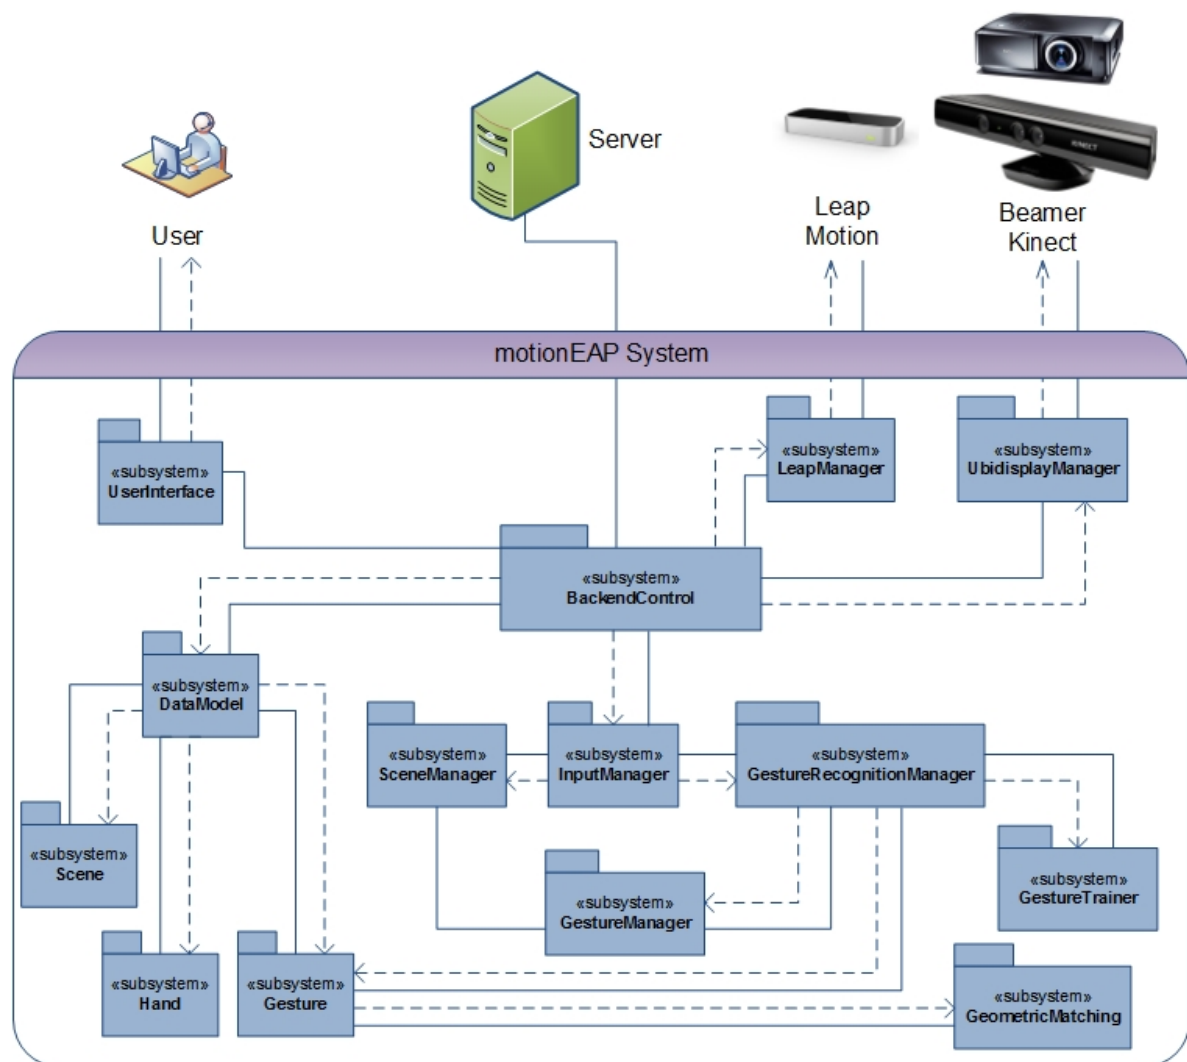 Server
KINECT
User
Leap
Motion
Beamer
Kinect
motionEAP System
«subsystem»
UserInterface
«subsystem»
LeapManager
«subsystem»
UbidisplayManager
«subsystem»
BackendControl
«subsystem»
DataModel
«subsystem»
SceneManager
«subsystem»
InputManager
«subsystem»
GestureRecognitionManager
«subsystem»
Scene
«subsystem»
GestureManager
«subsystem»
GestureTrainer
«subsystem»
Hand
«subsystem»
Gesture
«subsystem»
GeometricMatching